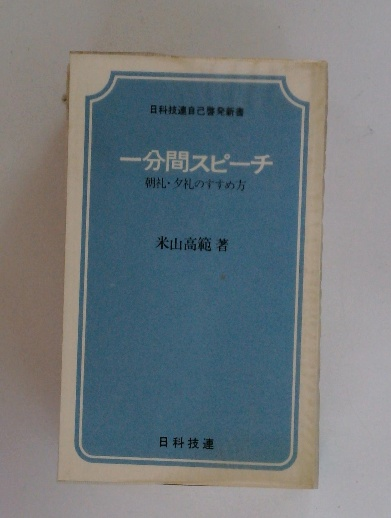 日科技連自己啓発新書
一分間スピーチ
朝礼・夕礼のすすめ方
米山高範 著
日科技連